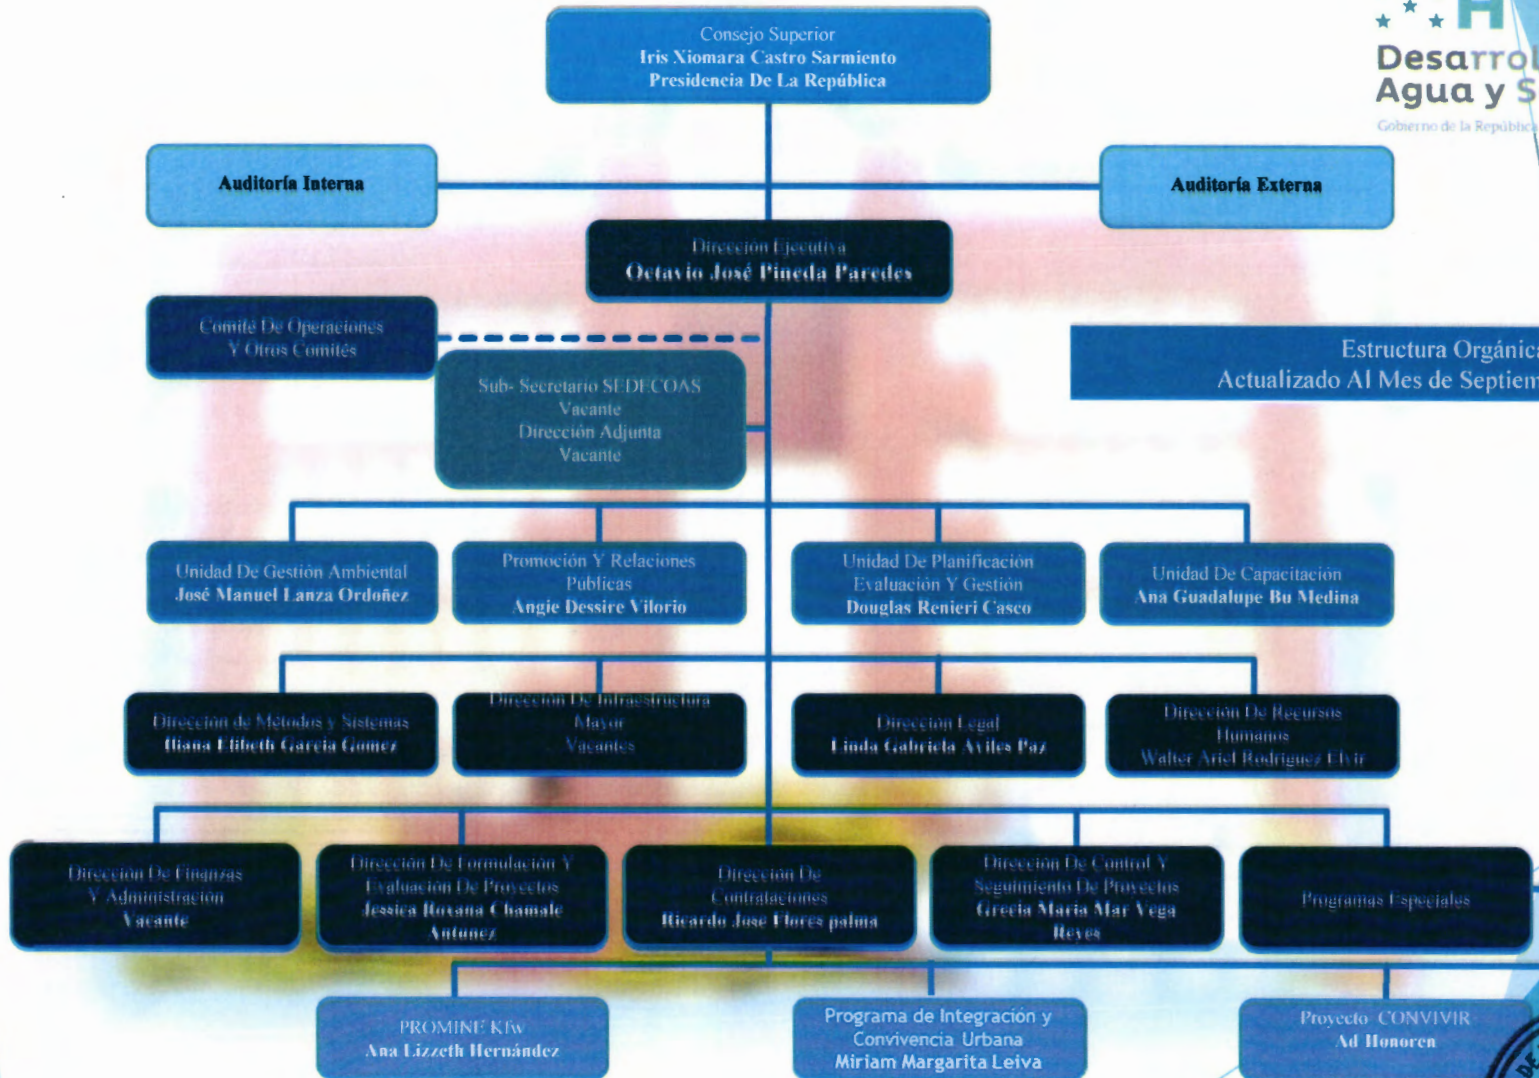 Consejo Superior
Iris Xiomara Castro Sarmiento
Presidencia De La República
H
Desarrol
Agua y S
Gobierno de la República
Auditoría Interna
Auditoría Externa
Dirección Ejecutiva
Octavio José Pineda Paredes
Comité De Operaciones
Y Otros Comités
Estructura Orgánica
Actualizado Al Mes de Septiem
Sub- Secretario SEDECOAS
Vacante
Dirección Adjunta
Vacante
Unidad De Gestión Ambiental
José Manuel Lanza Ordoñez
Promoción Y Relaciones
Públicas
Angie Dessire Vilorio
Unidad De Planificación
Evaluación Y Gestión
Douglas Renieri Casco
Unidad De Capacitación
Ana Guadalupe Bu Medina
Dirección de Métodos y Sistemas
Iliana Elibeth García Gomez
Dirección De Infraestructura
Mayor
Vacantes
Dirección Legal
Linda Gabriela Aviles Paz
Dirección De Recursos
Humanos
Walter Ariel Rodriguez Elvir
Dirección De Finanzas
Y Administración
Vacante
Dirección De Formulación Y
Evaluación De Proyectos
Jessica Roxana Chamale
Antunez
Dirección De
Contrataciones
Ricardo Jose Flores palma
Dirección De Control Y
Seguimiento De Proyectos
Grecia Maria Mar Vega
Reyes
Programas Especiales
PROMINE Kfw
Ana Lizzeth Hernández
Programa de Integración y
Convivencia Urbana
Miriam Margarita Leiva
Proyecto CONVIVIR
Ad Honoren
DE